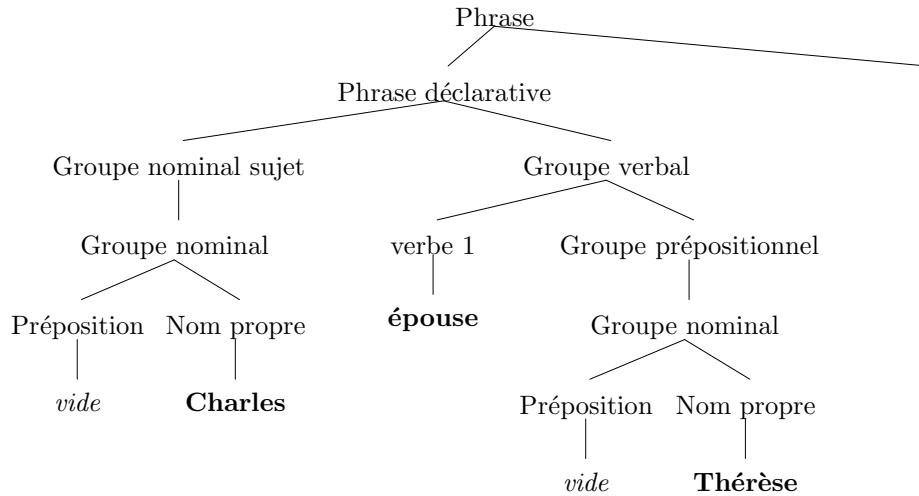 Phrase
Phrase déclarative
Groupe nominal sujet Groupe verbal
Groupe nominal verbe 1 Groupe prépositionnel
Préposition Nom propre épouse Groupe nominal
vide Charles Préposition Nom propre
vide Thérèse